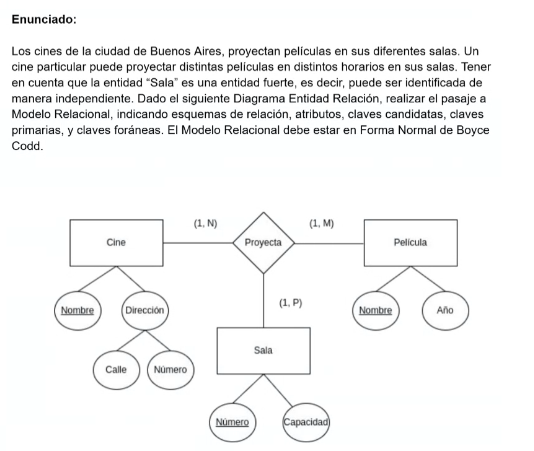 Enunciado:
Los cines de la ciudad de Buenos Aires, proyectan películas en sus diferentes salas. Un
cine particular puede proyectar distintas películas en distintos horarios en sus salas. Tener
en cuenta que la entidad “Sala” es una entidad fuerte, es decir, puede ser identificada de
manera independiente. Dado el siguiente Diagrama Entidad Relación, realizar el pasaje a
Modelo Relacional, indicando esquemas de relación, atributos, claves candidatas, claves
primarias, y claves foráneas. El Modelo Relacional debe estar en Forma Normal de Boyce
Codd.
(1, N) (1, M)
Cine Proyecta Película
Nombre Dirección (1, P) Nombre Año
Calle Número Sala
Número Capacidad